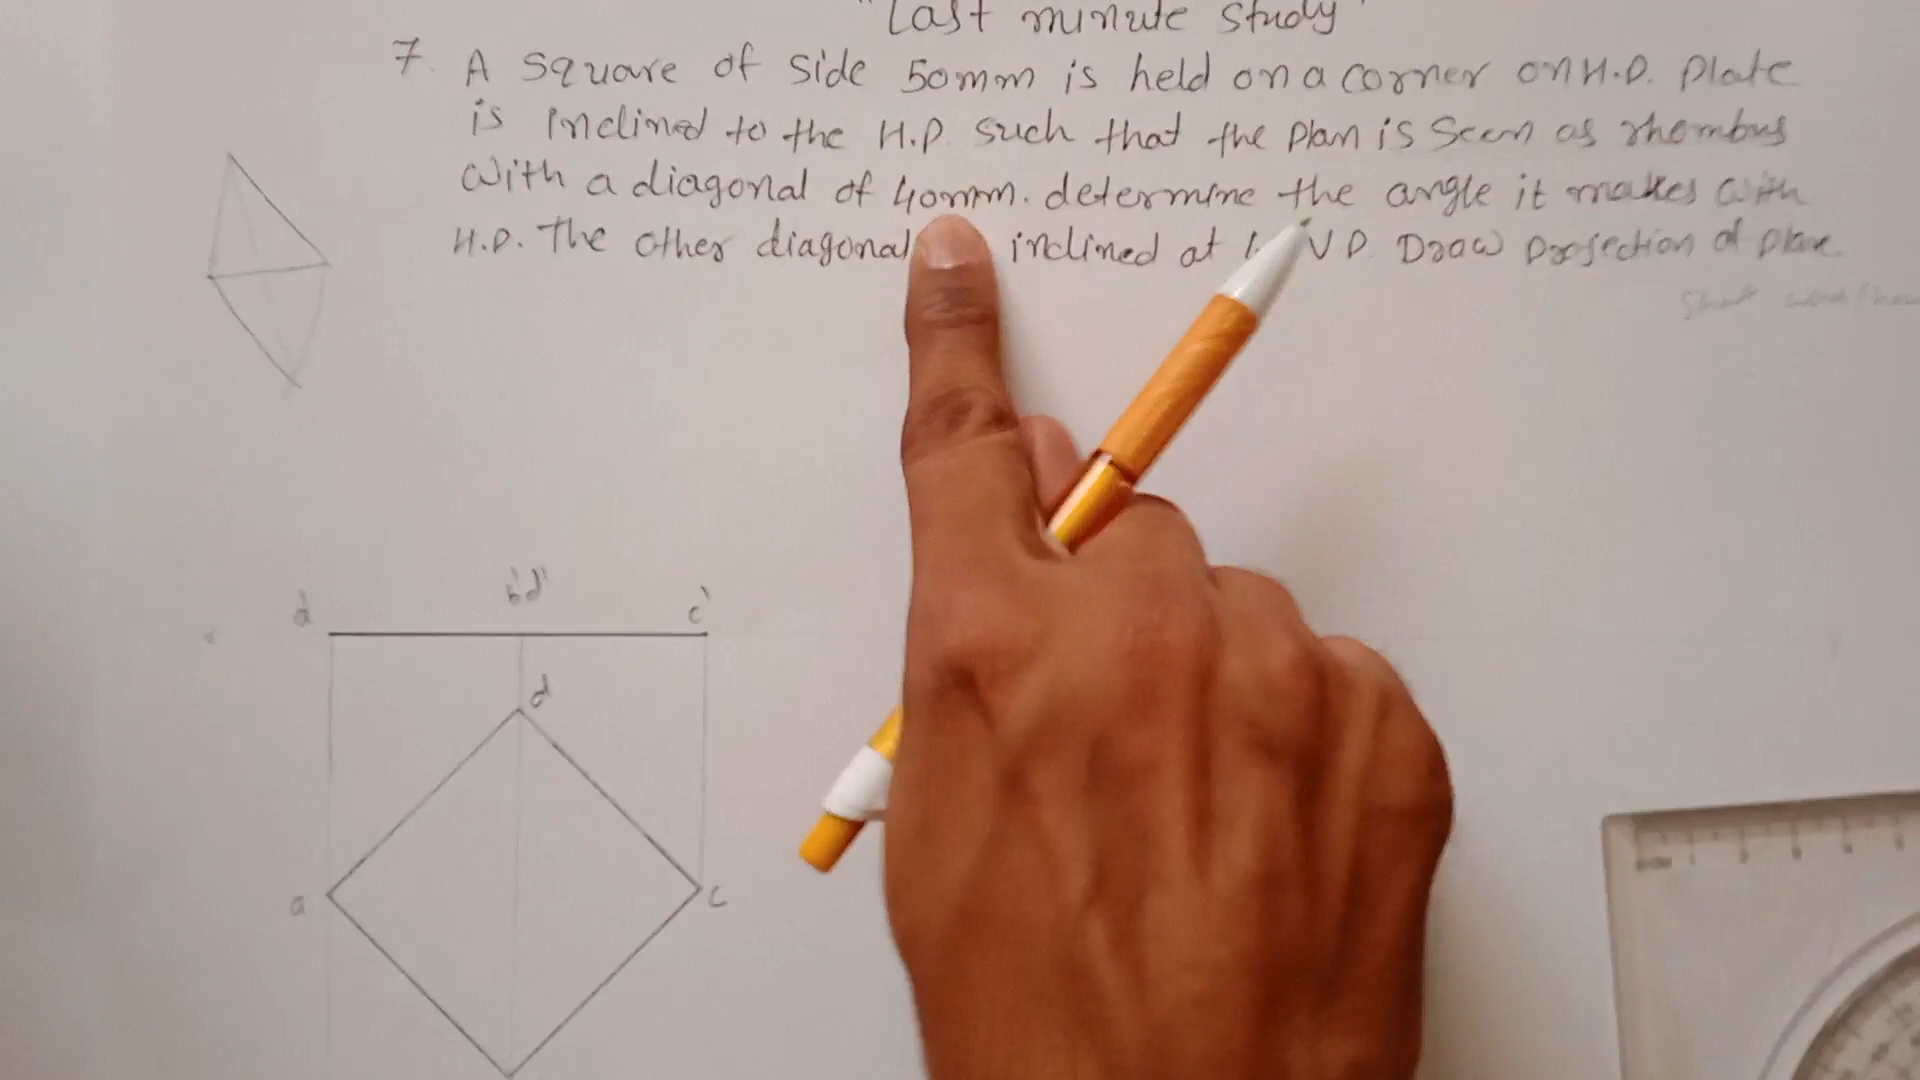 "Last minute study"
7. A square of side 50mm is held on a corner on H.P. Plate
is inclined to the H.P. such that the plan is seen as rhombus
with a diagonal of 40mm. determine the angle it makes with
H.P. The other diagonal inclined at V.P. Draw projection of plane.
d' b'd' c'
d
a c